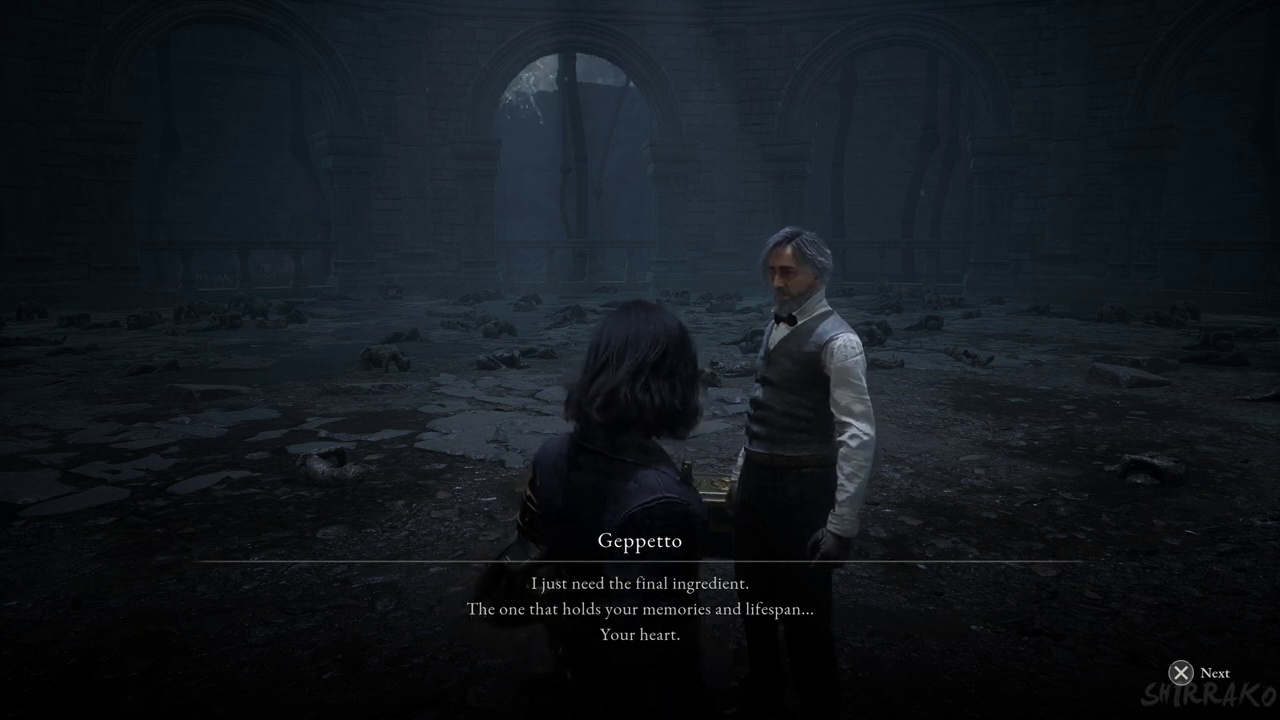 Geppetto
I just need the final ingredient.
The one that holds your memories and lifespan...
Your heart.
Next
SHIRRAKO